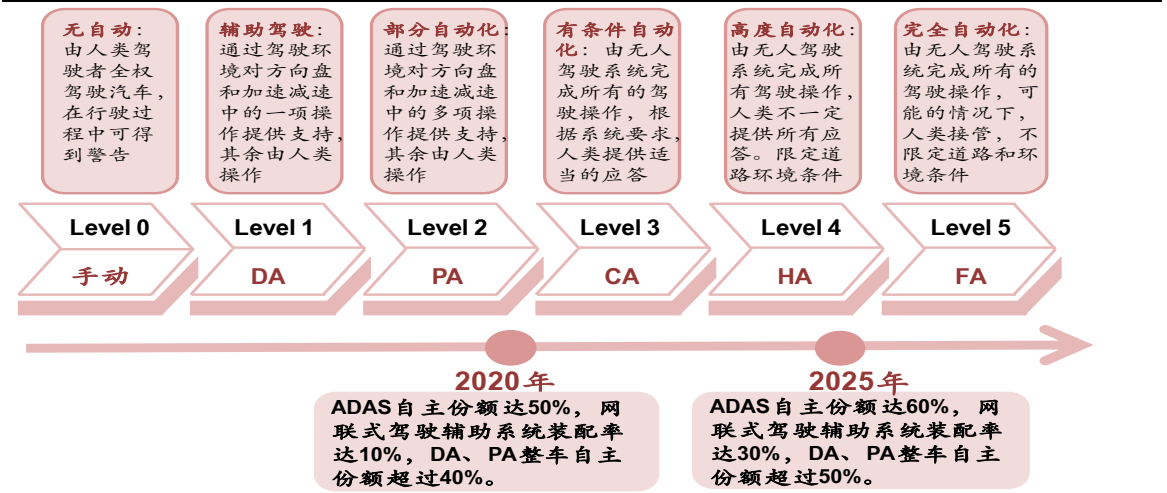 无自动：
由人类驾
驶者全权
驾驶汽车，
在行驶过
程中可得
到警告
辅助驾驶：
通过驾驶环
境对方向盘
和加速减速
中的一项操
作提供支持，
其余由人类
操作
部分自动化：
通过驾驶环
境对方向盘
和加速减速
中的多项操
作提供支持，
其余由人类
操作
有条件自动
化：由无人
驾驶系统完
成所有的驾
驶操作，根
据系统要求，
人类提供适
当的应答
高度自动化：
由无人驾驶
系统完成所
有驾驶操作，
人类不一定
提供所有应
答。限定道
路环境条件
完全自动化：
由无人驾驶系
统完成所有的
驾驶操作，可
能的情况下，
人类接管，不
限定道路和环
境条件
Level 0
Level 1
Level 2
Level 3
Level 4
Level 5
手动
DA
PA
CA
HA
FA
2020年
ADAS自主份额达50%，网
联式驾驶辅助系统装配率
达10%，DA、PA整车自主
份额超过40%。
2025年
ADAS自主份额达60%，网
联式驾驶辅助系统装配率
达30%，DA、PA整车自主
份额超过50%。